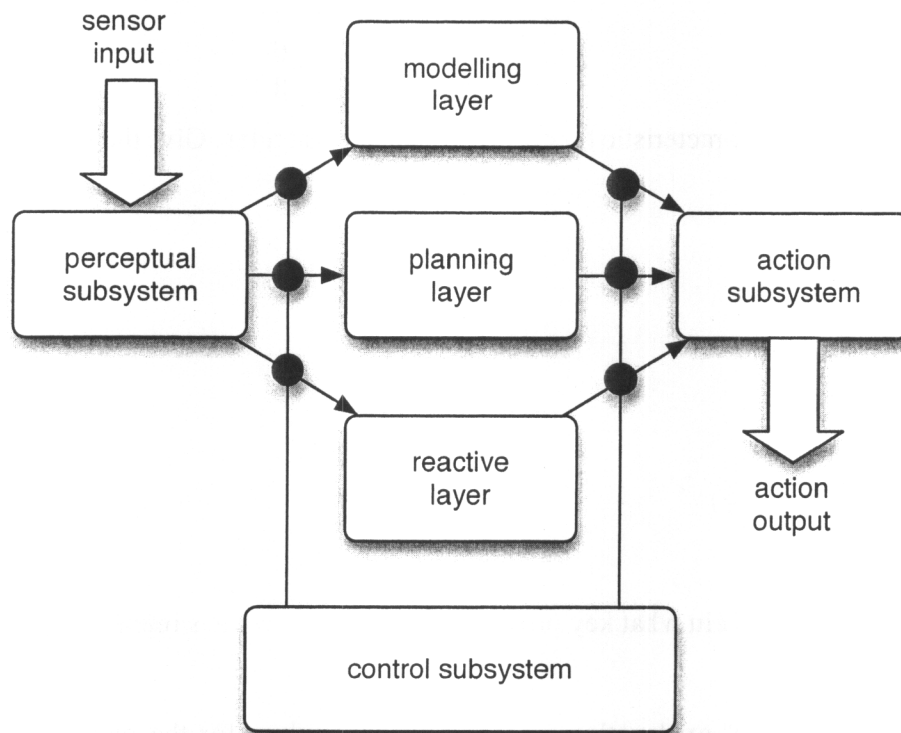 sensor
input
modelling
layer
perceptual
subsystem
planning
layer
action
subsystem
reactive
layer
action
output
control subsystem